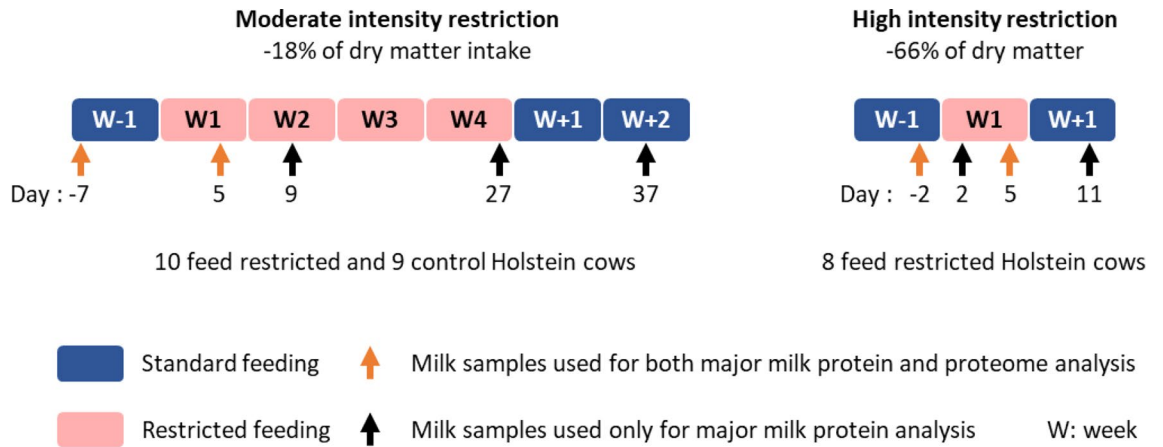 Moderate intensity restriction
-18% of dry matter intake
W-1 W1 W2 W3 W4 W+1 W+2
Day : -7 5 9 27 37
10 feed restricted and 9 control Holstein cows
High intensity restriction
-66% of dry matter
W-1 W1 W+1
Day : -2 2 5 11
8 feed restricted Holstein cows
Standard feeding
Milk samples used for both major milk protein and proteome analysis
Restricted feeding
Milk samples used only for major milk protein analysis
W: week